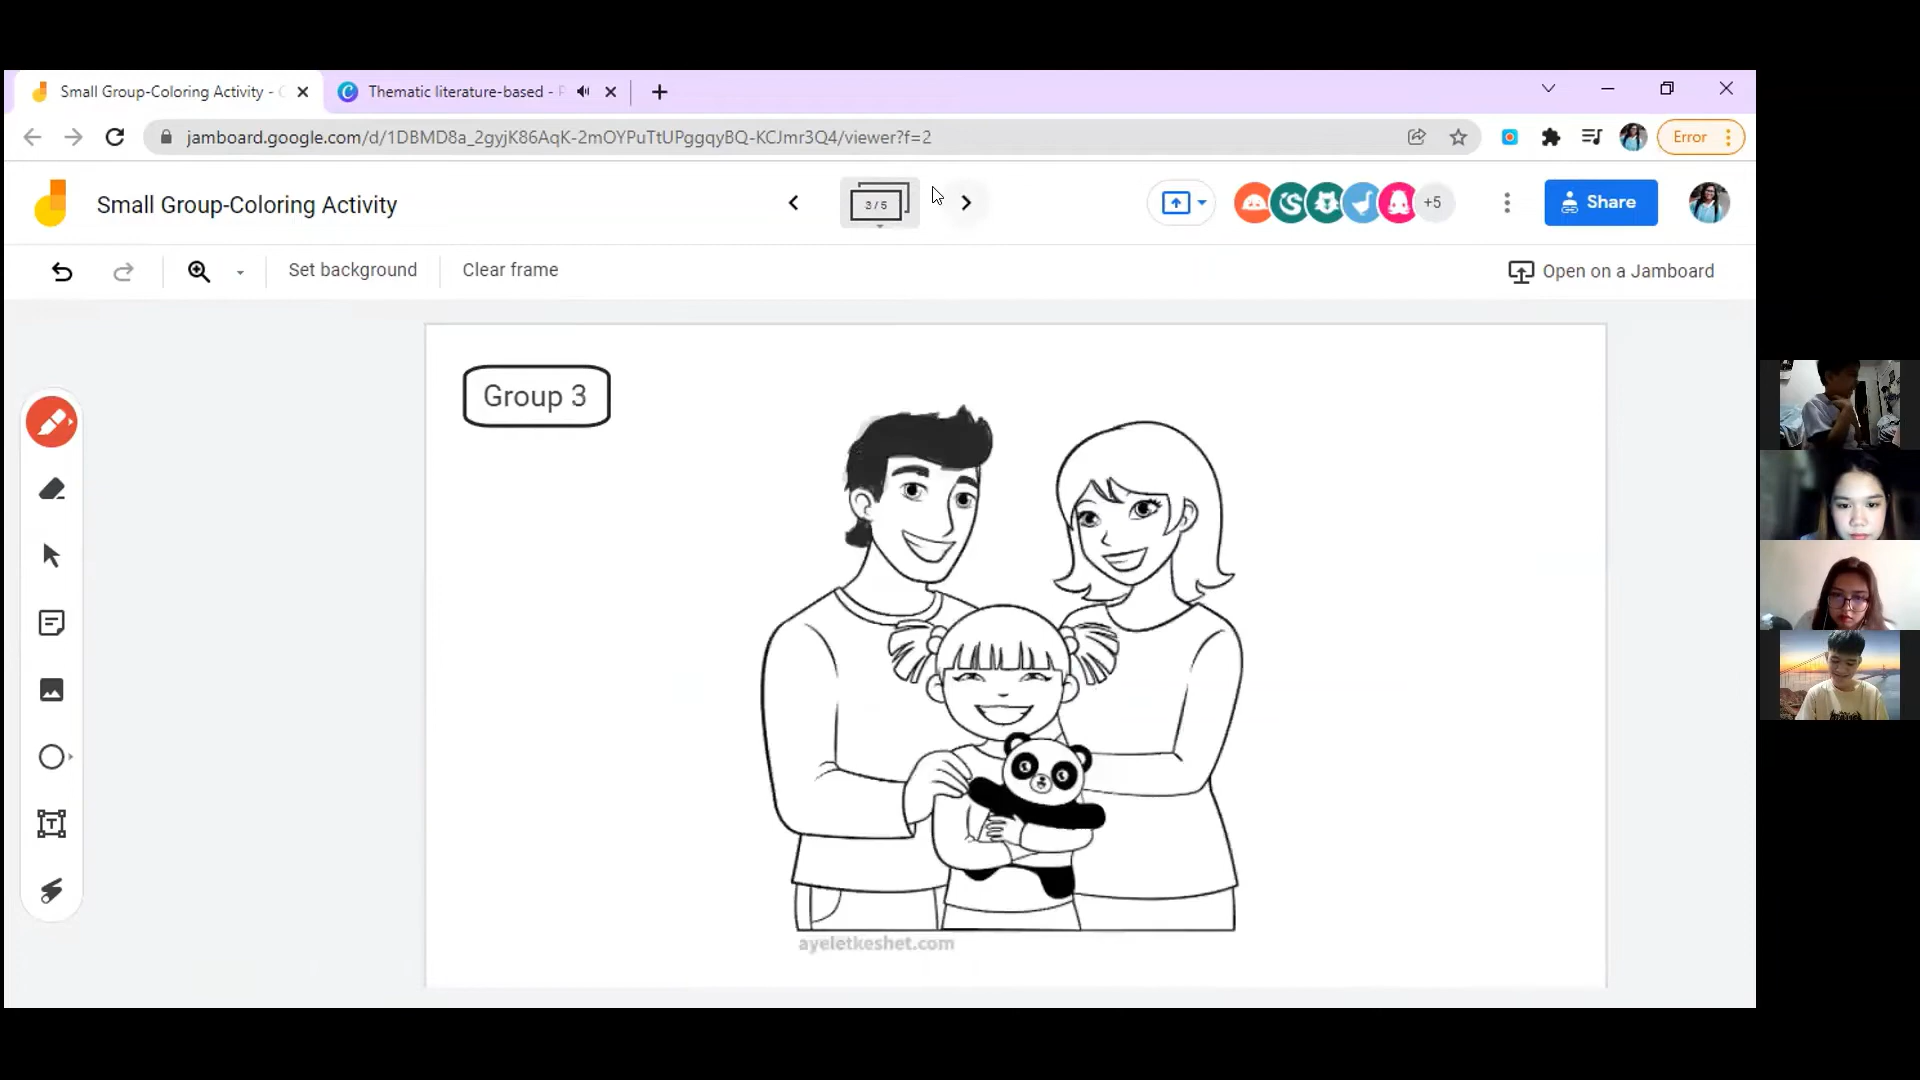 Small Group-Coloring Activity -
Thematic literature-based -
jamboard.google.com/d/1DBMD8a_2gyjK86AqK-2mOYPuTtUPggqyBQ-KCJmr3Q4/viewer?f=2
Error
Small Group-Coloring Activity
3 / 5
+5
Share
Set background
Clear frame
Open on a Jamboard
Group 3
ayeletkeshet.com